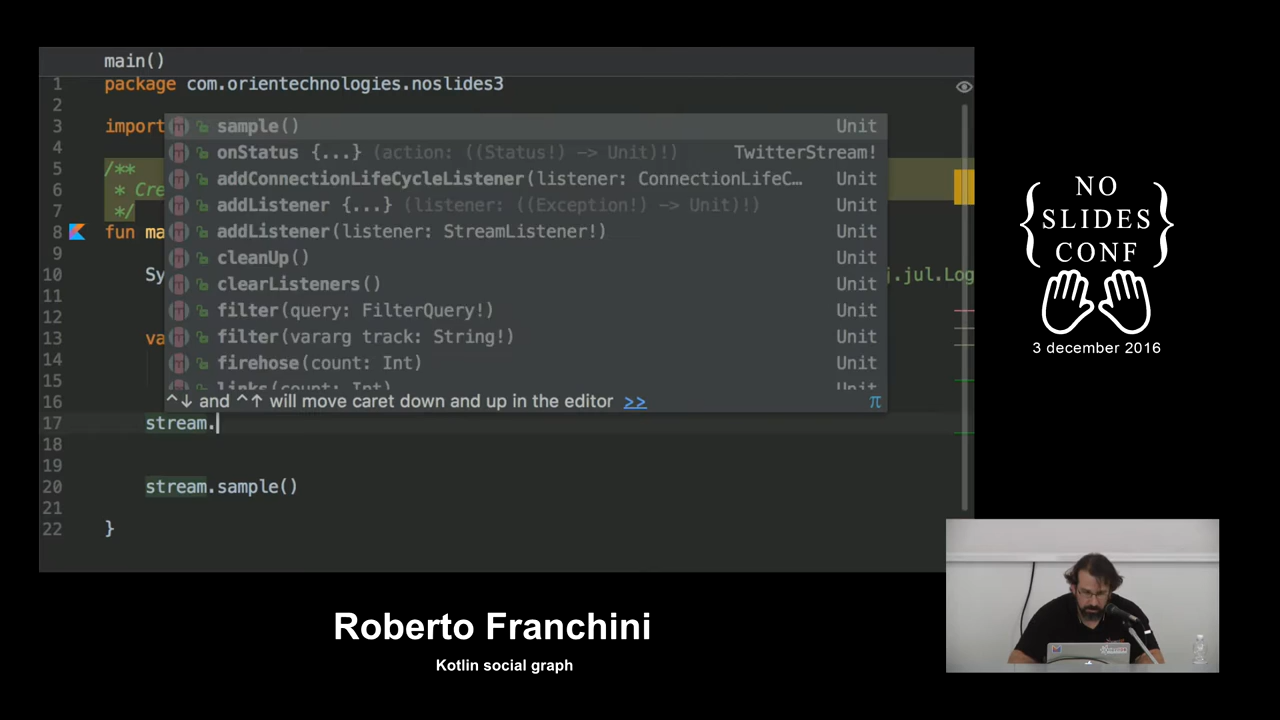 main()
1 package com.orientechnologies.noslides3
2
3 import
4
5 /**
6 * Cre
7 */
8 fun ma
9
10 Sy j.jul.Log
11
12
13 va
14
15
16
17 stream.
18
19
20 stream.sample()
21
22 }
sample() Unit
onStatus {...} (action: ((Status!) -> Unit)!) TwitterStream!
addConnectionLifeCycleListener(listener: ConnectionLifeC… Unit
addListener {...} (listener: ((Exception!) -> Unit)!) Unit
addListener(listener: StreamListener!) Unit
cleanUp() Unit
clearListeners() Unit
filter(query: FilterQuery!) Unit
filter(vararg track: String!) Unit
firehose(count: Int) Unit
links(count: Int) Unit
^↓ and ^↑ will move caret down and up in the editor >> π
NO
SLIDES
CONF
3 december 2016
Roberto Franchini
Kotlin social graph